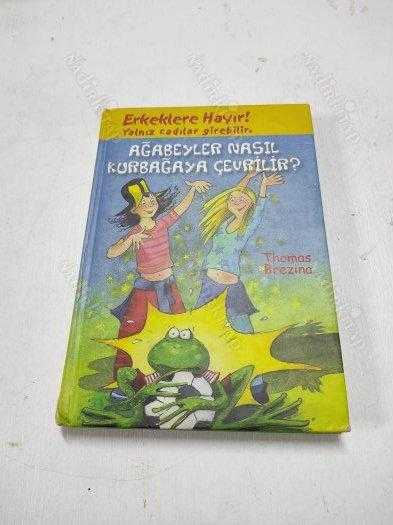 Erkeklere Hayır!
Yalnız cadılar girebilir.
AĞABEYLER NASIL
KURBAĞAYA ÇEVRİLİR?
Thomas
Brezina